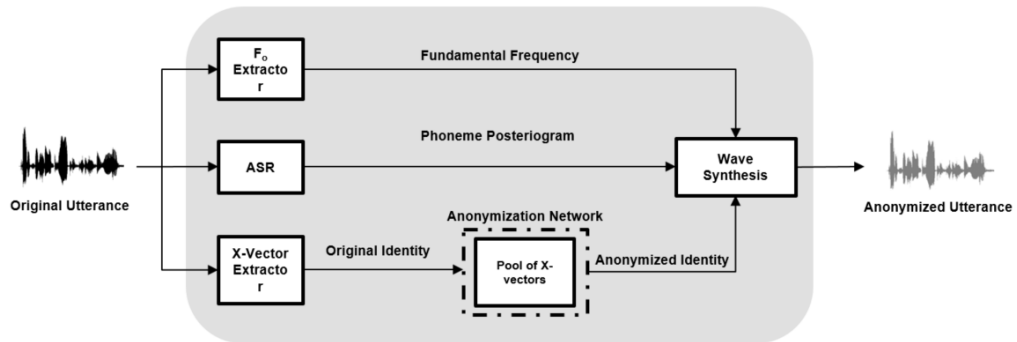 Fo
Extracto
r
Fundamental Frequency
Original Utterance
ASR
Phoneme Posteriogram
Wave
Synthesis
Anonymized Utterance
X-Vector
Extracto
r
Original Identity
Anonymization Network
Pool of X-
vectors
Anonymized Identity